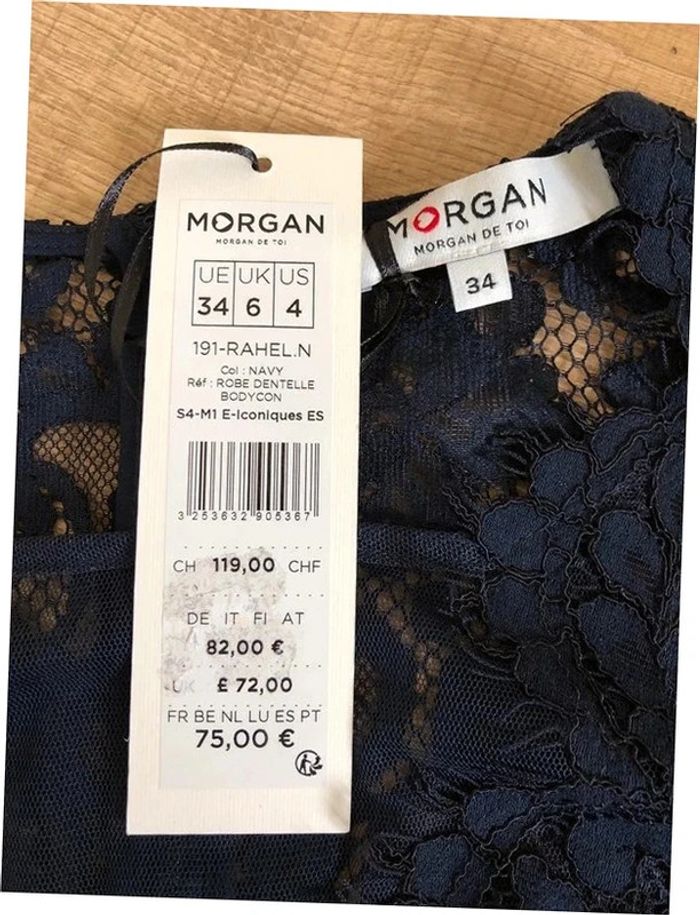 MORGAN
MORGAN DE TOI
UE UK US
34 6 4
191-RAHEL.N
Col : NAVY
Réf : ROBE DENTELLE
BODYCON
S4-M1 E-Iconiques ES
3 253632 905367
CH 119,00 CHF
DE IT FI AT
82,00 €
UK £ 72,00
FR BE NL LU ES PT
75,00 €
MORGAN
MORGAN DE TOI
34